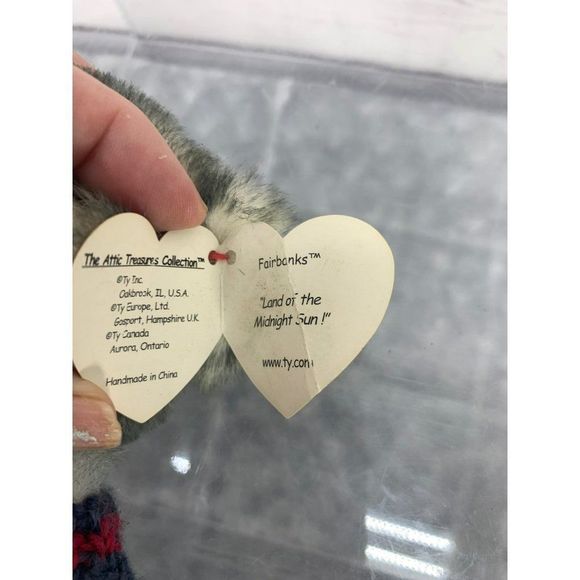 The Attic Treasures Collection™
©Ty Inc.
Oakbrook, IL, U.S.A.
©Ty Europe, Ltd.
Gosport, Hampshire U.K
©Ty Canada
Aurora, Ontario
Handmade in China
Fairbanks™
"Land of the
Midnight Sun !"
www.ty.com